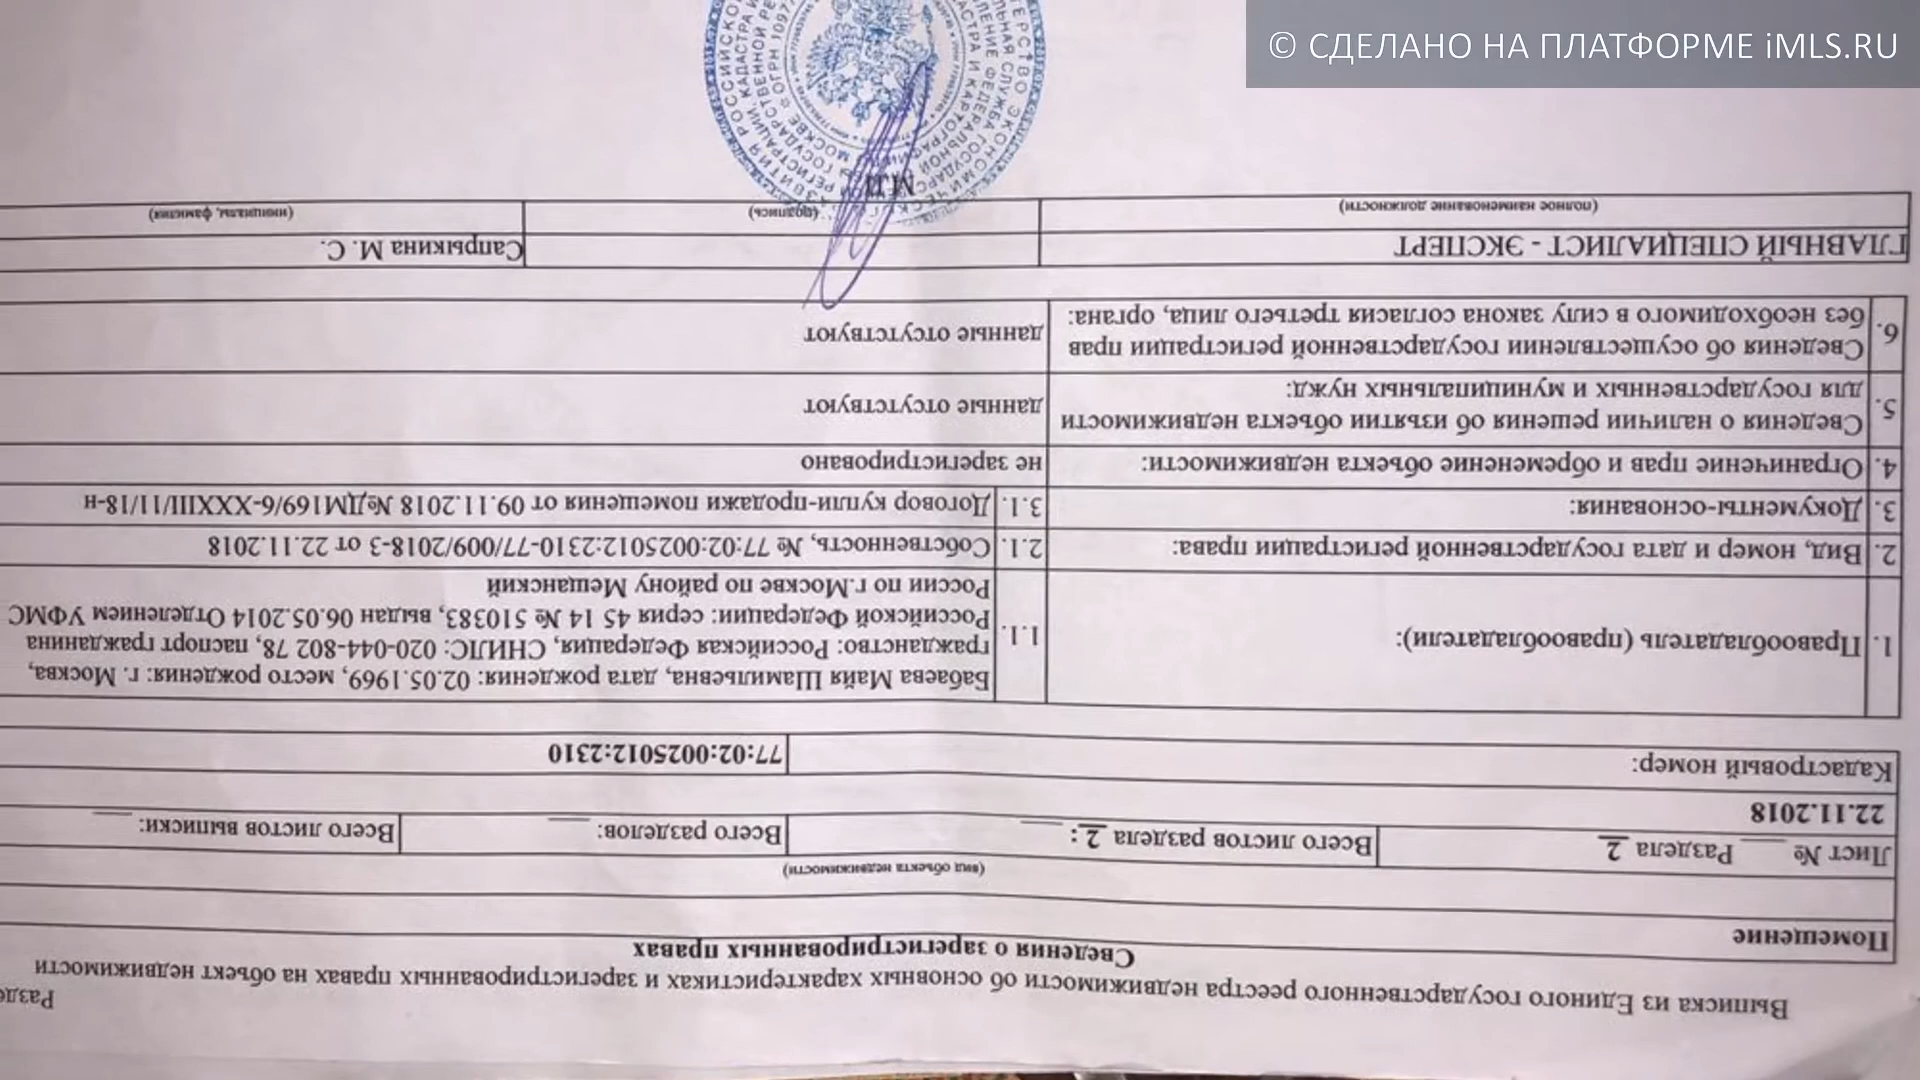 © СДЕЛАНО НА ПЛАТФОРМЕ iMLS.RU
Разде
Выписка из Единого государственного реестра недвижимости об основных характеристиках и зарегистрированных правах на объект недвижимости
Сведения о зарегистрированных правах
Помещение
(вид объекта недвижимости)
Лист № ___ Раздела 2
Всего листов раздела 2 : ___
Всего разделов: ___
Всего листов выписки: ___
22.11.2018
Кадастровый номер:
77:02:0025012:2310
1. Правообладатель (правообладатели):
1.1. Бабаева Майя Шамильевна, дата рождения: 02.05.1969, место рождения: г. Москва,
гражданство: Российская Федерация, СНИЛС: 020-044-802 78, паспорт гражданина
Российской Федерации: серия 45 14 № 510383, выдан 06.05.2014 Отделением УФМС
России по г.Москве по району Мещанский
2. Вид, номер и дата государственной регистрации права:
2.1. Собственность, № 77:02:0025012:2310-77/009/2018-3 от 22.11.2018
3. Документы-основания:
3.1. Договор купли-продажи помещения от 09.11.2018 №ДМ169/6-XXXIII/11/18-н
4. Ограничение прав и обременение объекта недвижимости:
не зарегистрировано
5. Сведения о наличии решения об изъятии объекта недвижимости
для государственных и муниципальных нужд:
данные отсутствуют
6. Сведения об осуществлении государственной регистрации прав
без необходимого в силу закона согласия третьего лица, органа:
данные отсутствуют
ГЛАВНЫЙ СПЕЦИАЛИСТ - ЭКСПЕРТ
Сапрыкина М. С.
(полное наименование должности)
(подпись)
(инициалы, фамилия)
М.П.